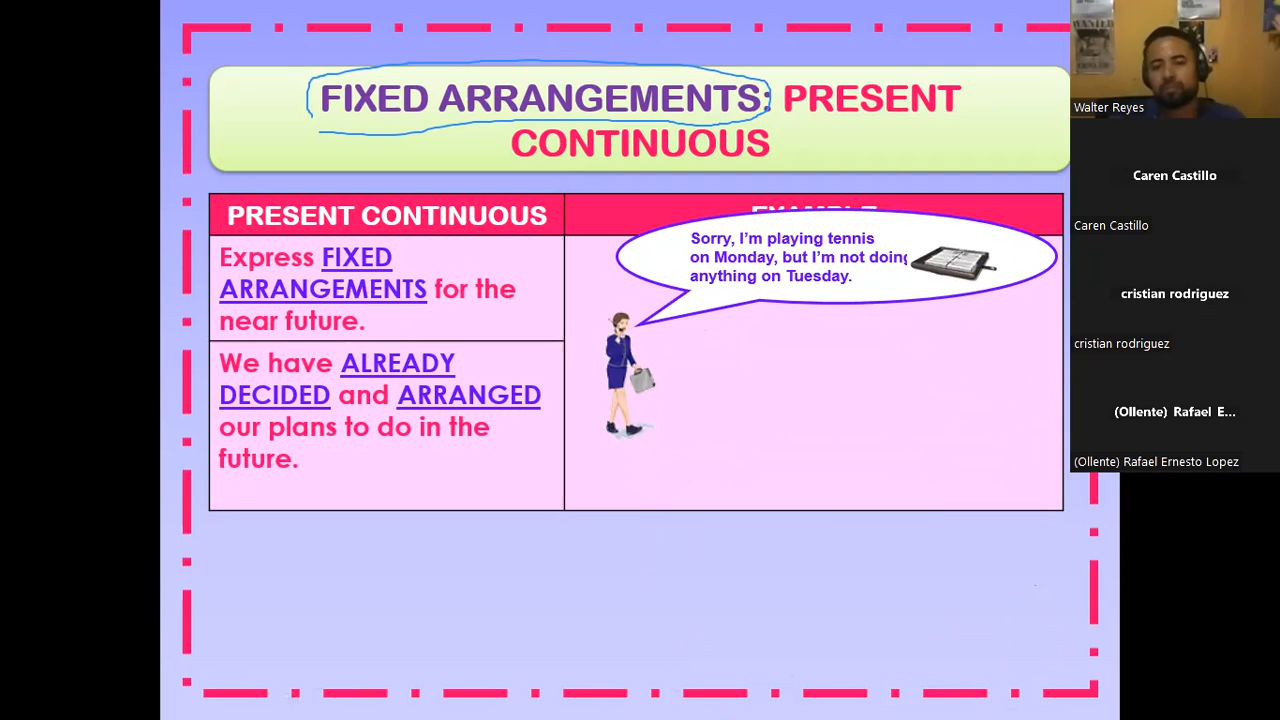 FIXED ARRANGEMENTS: PRESENT
CONTINUOUS
PRESENT CONTINUOUS
EXAMPLE
Express FIXED
ARRANGEMENTS for the
near future.
We have ALREADY
DECIDED and ARRANGED
our plans to do in the
future.
Sorry, I'm playing tennis
on Monday, but I'm not doing
anything on Tuesday.
WANTED
Walter Reyes
Caren Castillo
Caren Castillo
cristian rodriguez
cristian rodriguez
(Ollente) Rafael E...
(Ollente) Rafael Ernesto Lopez